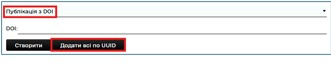 Публікація з DOI
DOI:
Створити Додати всі по UUID